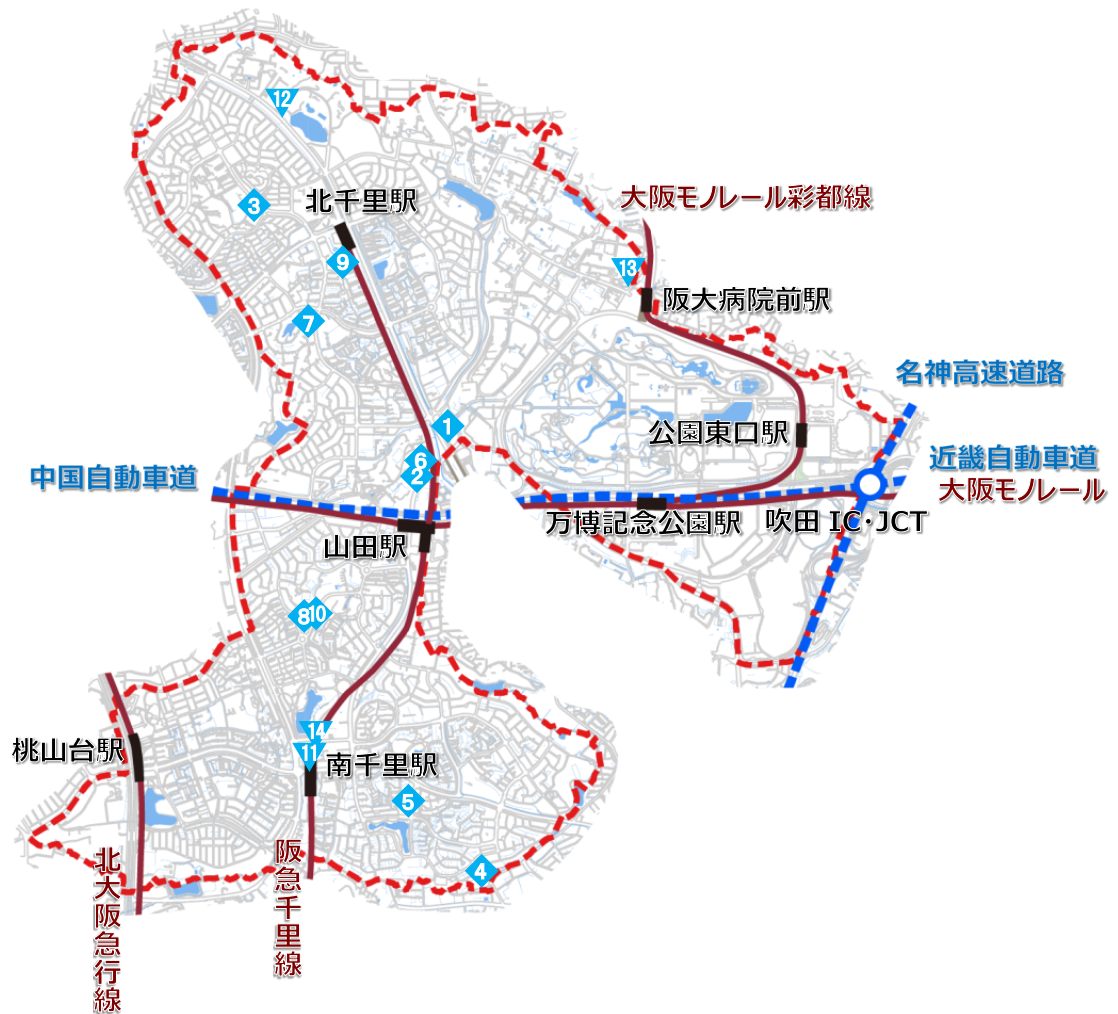 12
大阪モノレール彩都線
北千里駅
3
9
13
阪大病院前駅
7
名神高速道路
1
公園東口駅
6
2
近畿自動車道
大阪モノレール
中国自動車道
万博記念公園駅
吹田 IC・JCT
山田駅
8
10
14
11
桃山台駅
南千里駅
5
4
阪急千里線
北大阪急行線